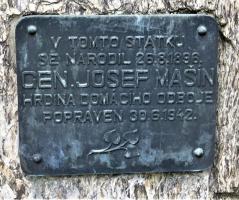 V TOMTO STATKU
SE NARODIL 26.8.1896.
GEN. JOSEF MAŠÍN
HRDINA DOMÁCÍHO ODBOJE
POPRAVEN 30.6.1942.